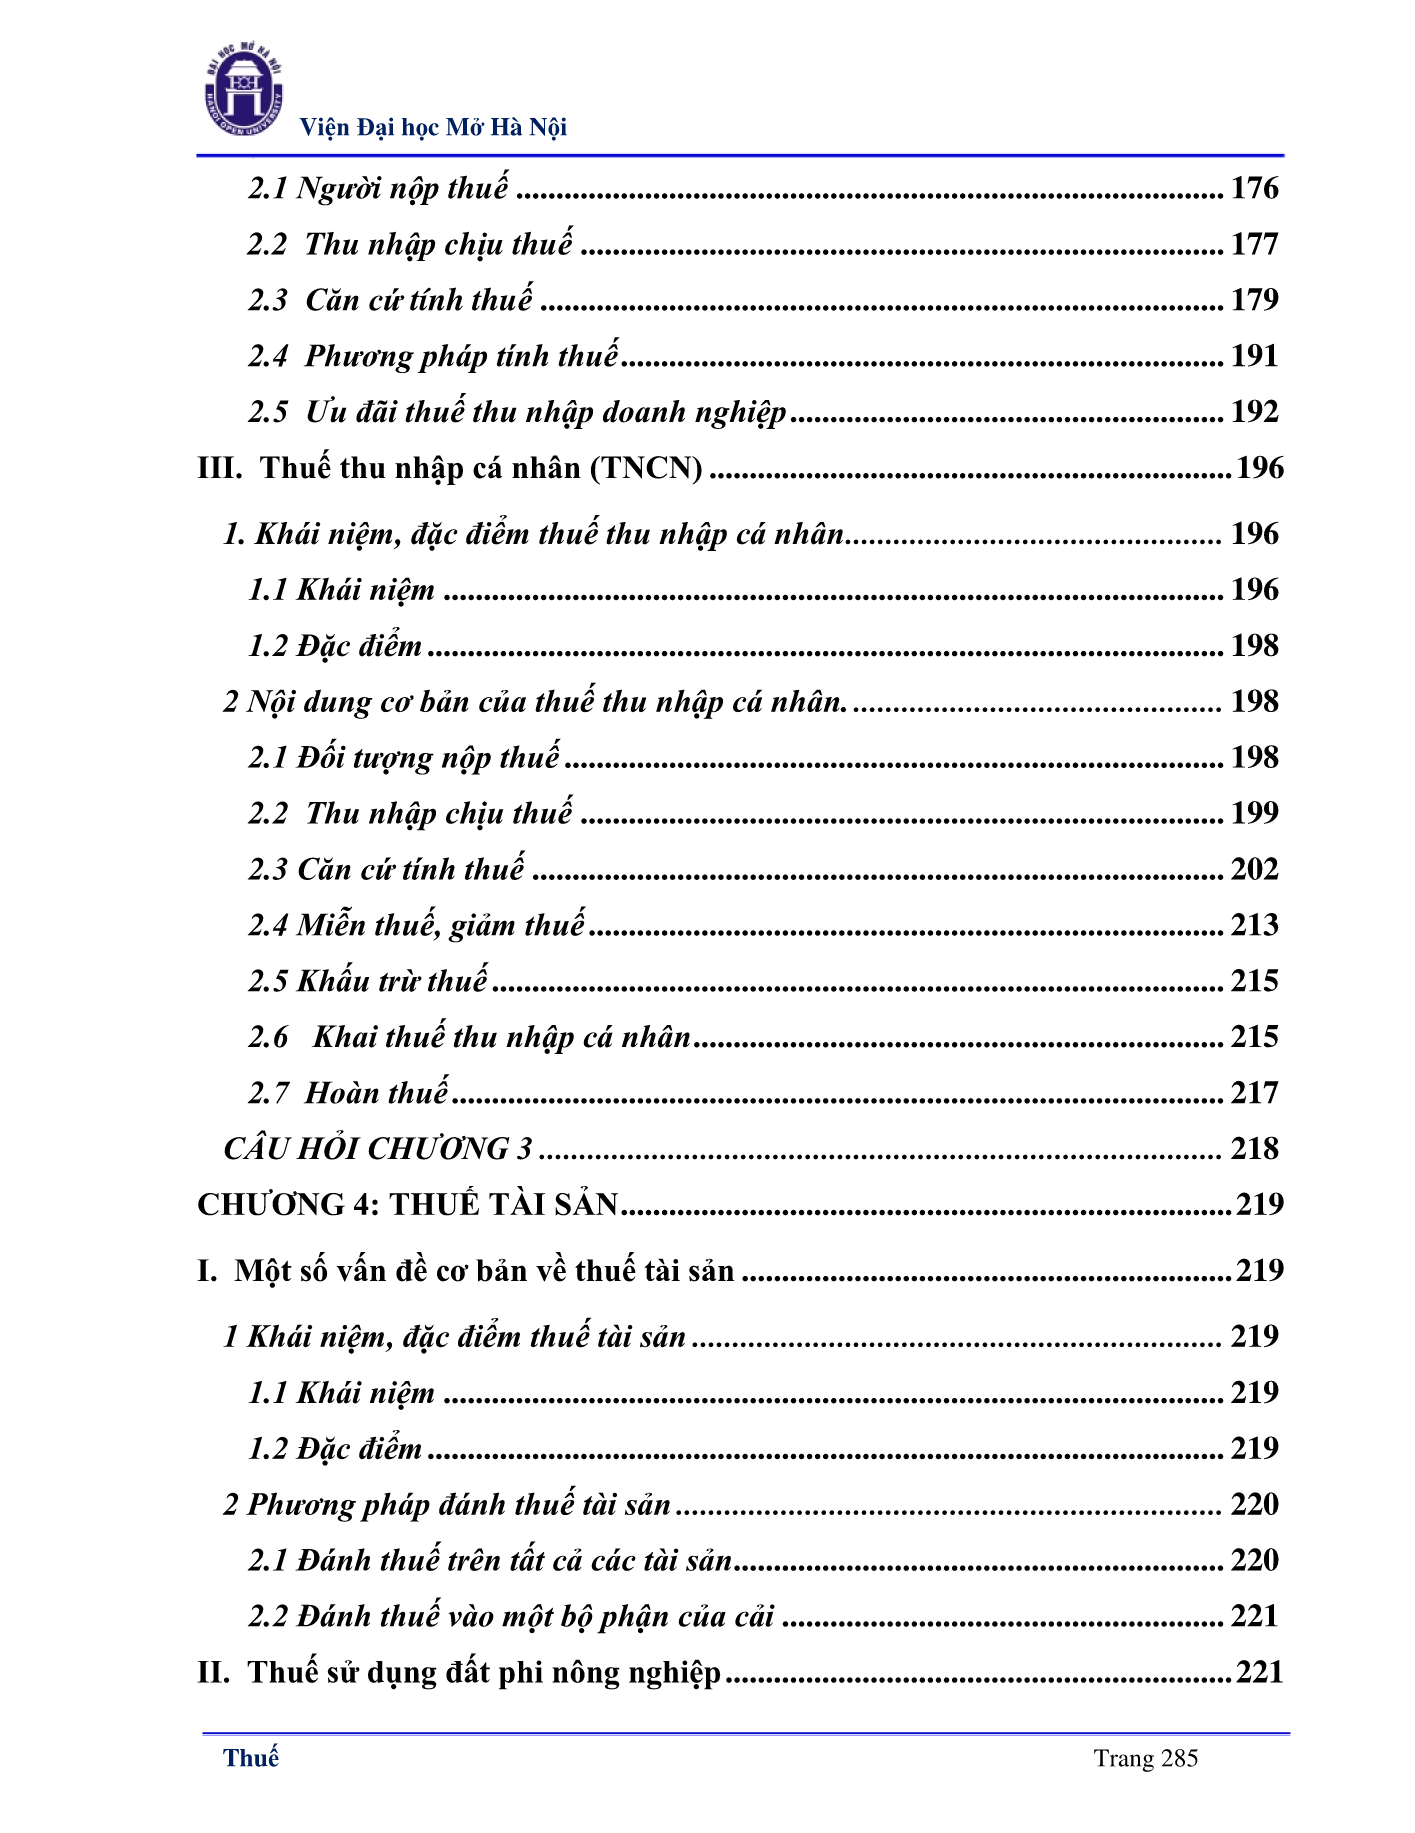 ĐẠI HỌC MỞ HÀ NỘI
HANOI OPEN UNIVERSITY
Viện Đại học Mở Hà Nội
2.1 Người nộp thuế ........................................ 176
2.2 Thu nhập chịu thuế ........................................ 177
2.3 Căn cứ tính thuế ........................................ 179
2.4 Phương pháp tính thuế ........................................ 191
2.5 Ưu đãi thuế thu nhập doanh nghiệp ........................................ 192
III. Thuế thu nhập cá nhân (TNCN) ........................................ 196
1. Khái niệm, đặc điểm thuế thu nhập cá nhân ........................................ 196
1.1 Khái niệm ........................................ 196
1.2 Đặc điểm ........................................ 198
2 Nội dung cơ bản của thuế thu nhập cá nhân. ........................................ 198
2.1 Đối tượng nộp thuế ........................................ 198
2.2 Thu nhập chịu thuế ........................................ 199
2.3 Căn cứ tính thuế ........................................ 202
2.4 Miễn thuế, giảm thuế ........................................ 213
2.5 Khấu trừ thuế ........................................ 215
2.6 Khai thuế thu nhập cá nhân ........................................ 215
2.7 Hoàn thuế ........................................ 217
CÂU HỎI CHƯƠNG 3 ........................................ 218
CHƯƠNG 4: THUẾ TÀI SẢN ........................................ 219
I. Một số vấn đề cơ bản về thuế tài sản ........................................ 219
1 Khái niệm, đặc điểm thuế tài sản ........................................ 219
1.1 Khái niệm ........................................ 219
1.2 Đặc điểm ........................................ 219
2 Phương pháp đánh thuế tài sản ........................................ 220
2.1 Đánh thuế trên tất cả các tài sản ........................................ 220
2.2 Đánh thuế vào một bộ phận của cải ........................................ 221
II. Thuế sử dụng đất phi nông nghiệp ........................................ 221
Thuế Trang 285